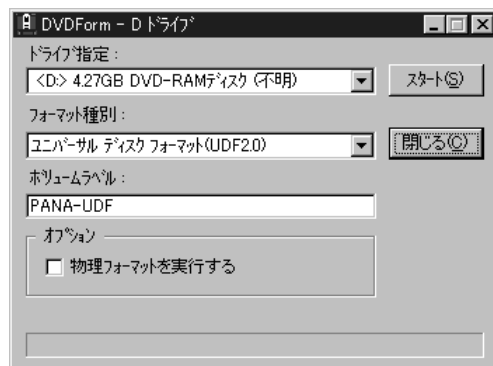 DVDForm - D ﾄﾞﾗｲﾌﾞ
ﾄﾞﾗｲﾌﾞ指定 :
<D:> 4.27GB DVD-RAMﾃﾞｨｽｸ (不明)
ｽﾀｰﾄ(S)
ﾌｫｰﾏｯﾄ種別 :
ﾕﾆﾊﾞｰｻﾙ ﾃﾞｨｽｸ ﾌｫｰﾏｯﾄ(UDF2.0)
閉じる(C)
ﾎﾞﾘｭｰﾑﾗﾍﾞﾙ :
PANA-UDF
ｵﾌﾟｼｮﾝ
物理ﾌｫｰﾏｯﾄを実行する